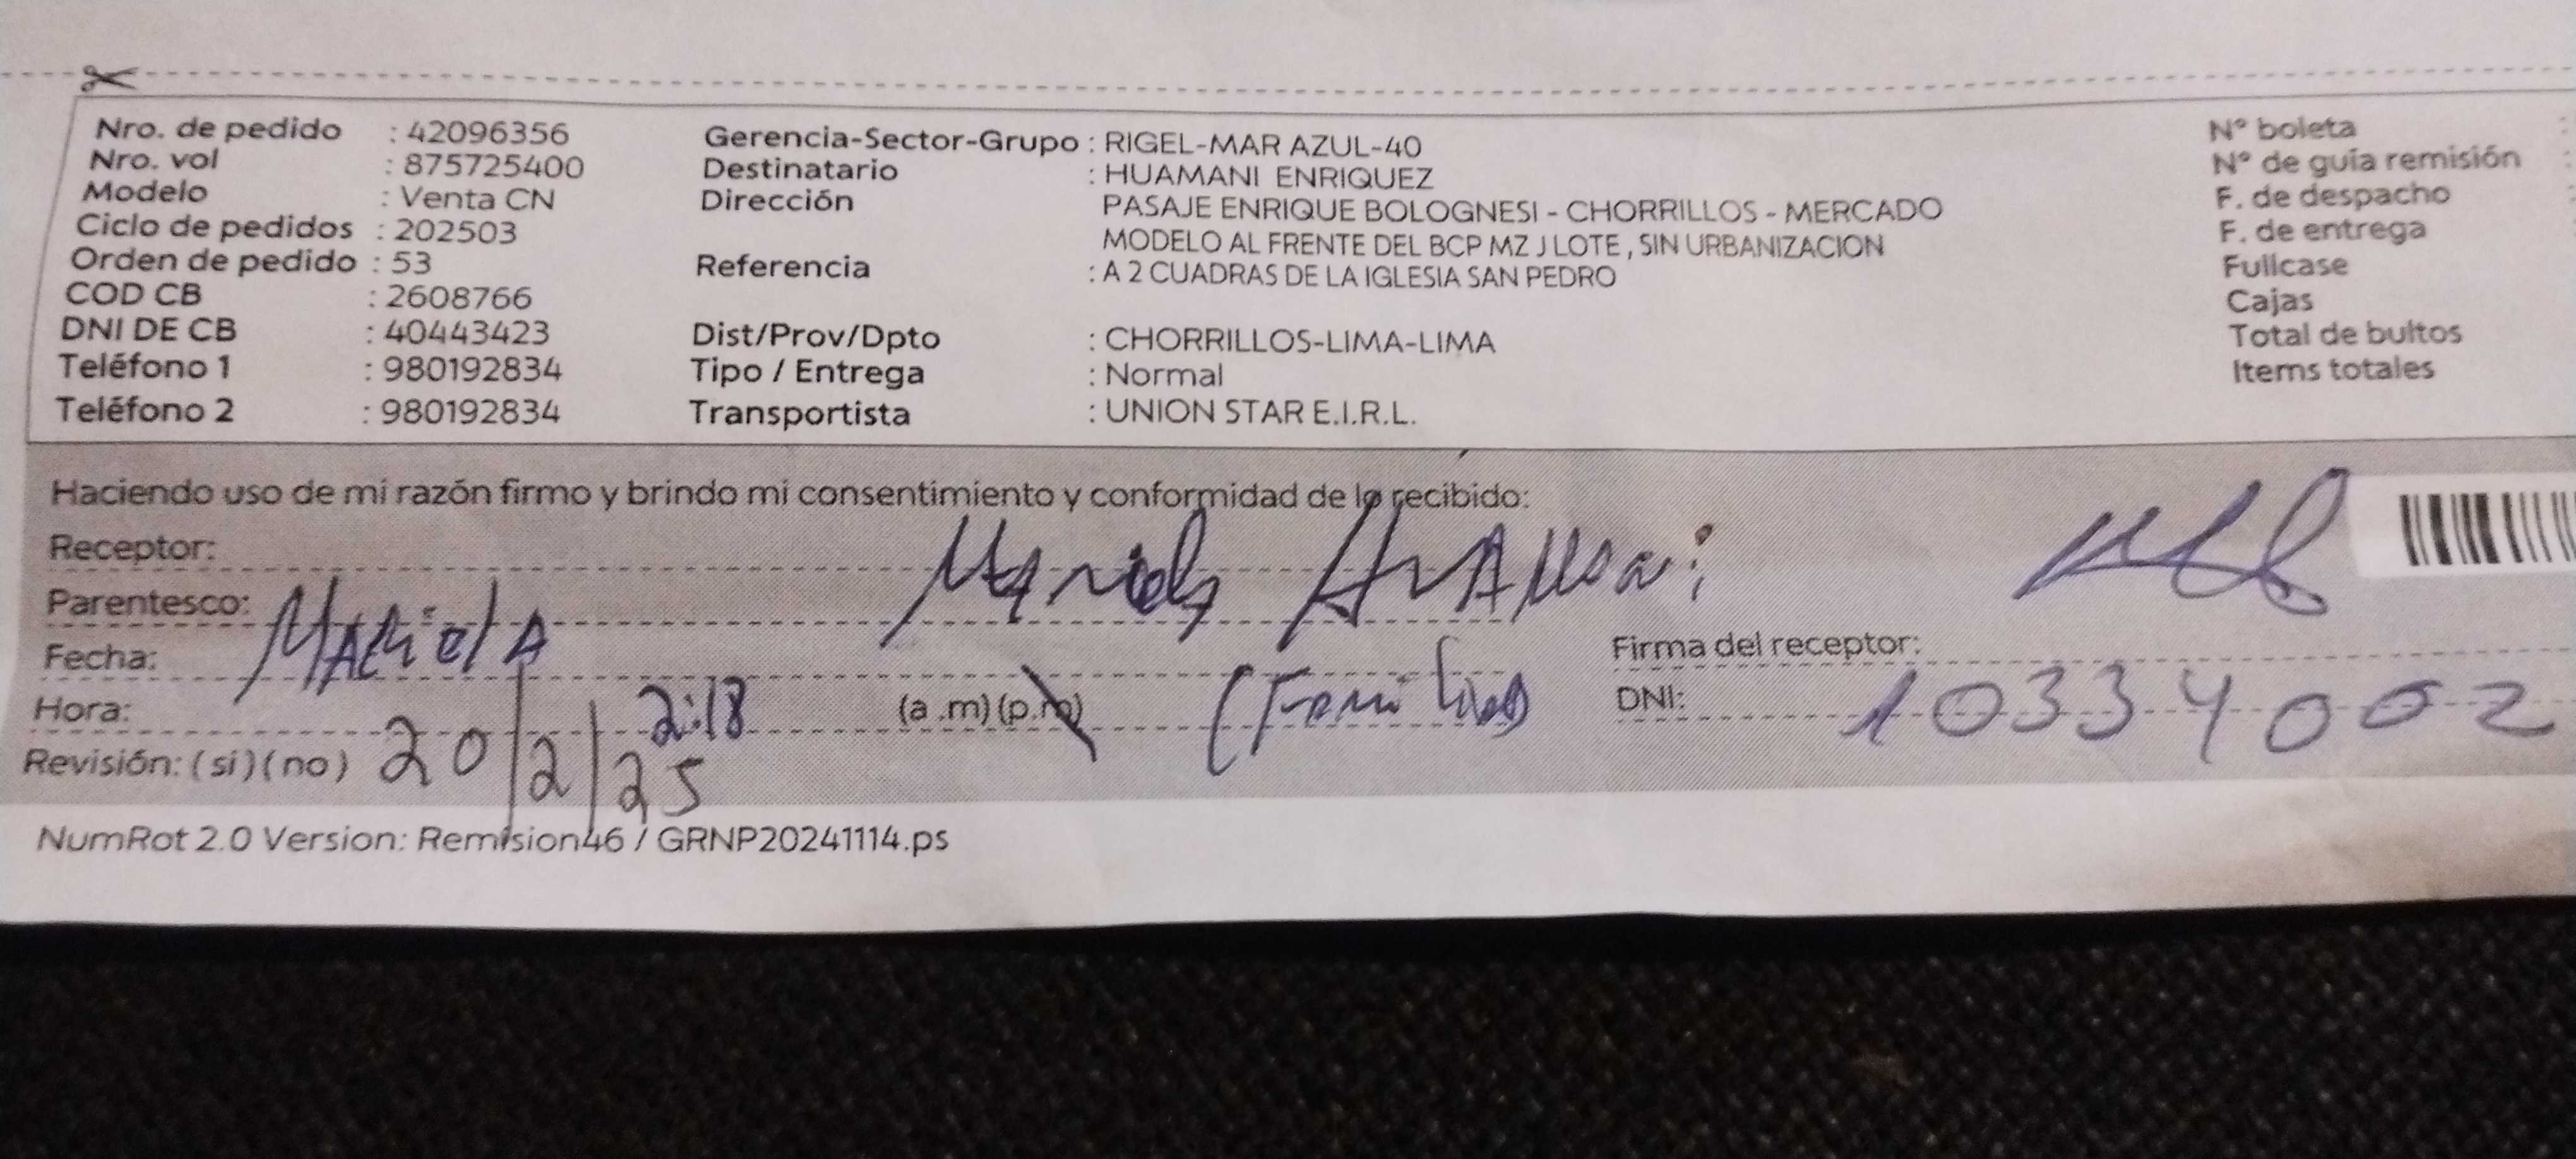 Nro. de pedido : 42096356
Nro. vol : 875725400
Modelo : Venta CN
Ciclo de pedidos : 202503
Orden de pedido : 53
COD CB : 2608766
DNI DE CB : 40443423
Teléfono 1 : 980192834
Teléfono 2 : 980192834
Gerencia-Sector-Grupo : RIGEL-MAR AZUL-40
Destinatario : HUAMANI ENRIQUEZ
Dirección PASAJE ENRIQUE BOLOGNESI - CHORRILLOS - MERCADO
MODELO AL FRENTE DEL BCP MZ J LOTE , SIN URBANIZACION
Referencia : A 2 CUADRAS DE LA IGLESIA SAN PEDRO
Dist/Prov/Dpto : CHORRILLOS-LIMA-LIMA
Tipo / Entrega : Normal
Transportista : UNION STAR E.I.R.L.
N° boleta
N° de guía remisión
F. de despacho
F. de entrega
Fullcase
Cajas
Total de bultos
Items totales
Haciendo uso de mi razón firmo y brindo mi consentimiento y conformidad de lo recibido:
Receptor:
Parentesco:
Fecha: Mariela
Hora: 2:18 (a .m) (p.m)
Revisión: ( si ) ( no ) 20/2/25
Firma del receptor:
DNI: 10334002
NumRot 2.0 Version: Remision46 / GRNP20241114.ps